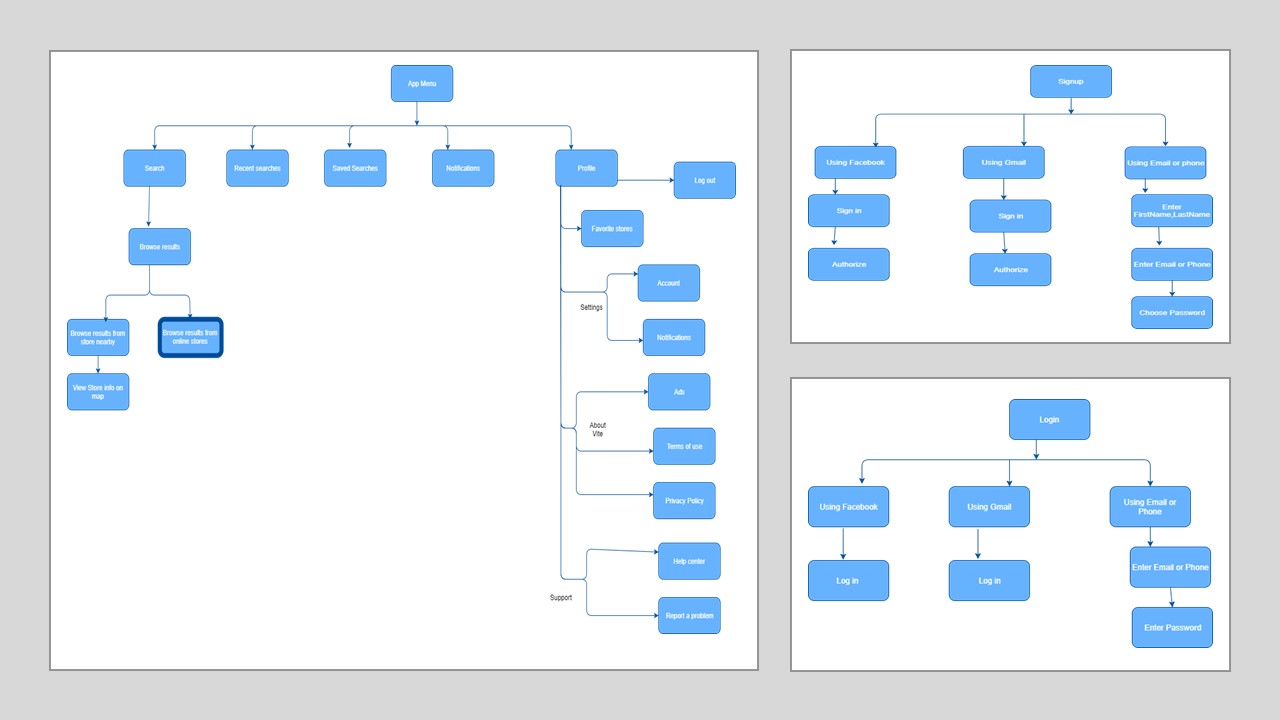 App Menu
Search
Recent searches
Saved Searches
Notifications
Profile
Log out
Favorite stores
Browse results
Account
Settings
Notifications
Browse results from
store nearby
Browse results from
online stores
View Store info on
map
Ads
About
Vite
Terms of use
Privacy Policy
Help center
Support
Report a problem
Signup
Using Facebook
Using Gmail
Using Email or phone
Sign in
Sign in
Enter
FirstName,LastName
Authorize
Authorize
Enter Email or Phone
Choose Password
Login
Using Facebook
Using Gmail
Using Email or
Phone
Log in
Log in
Enter Email or Phone
Enter Password